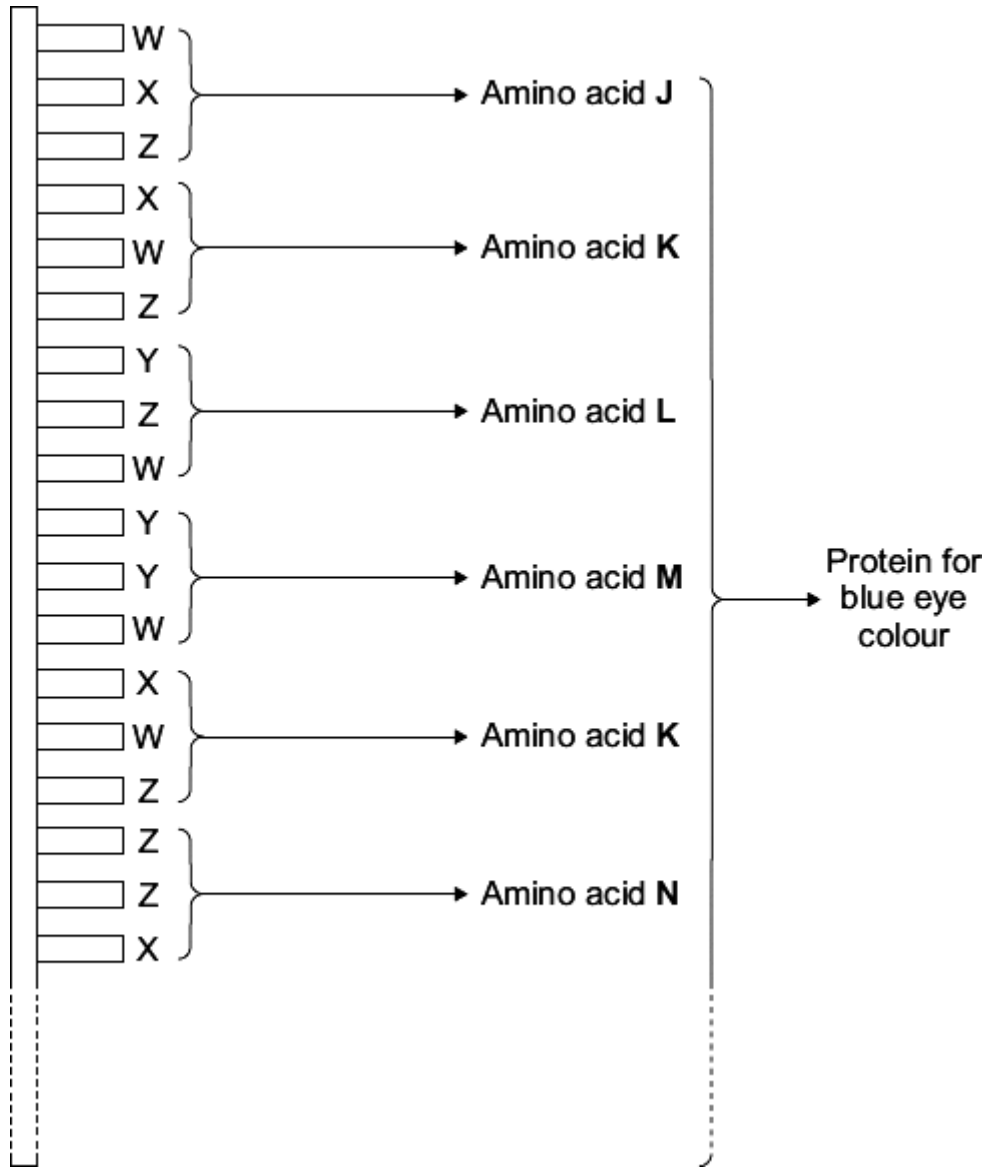 W
X
Z
Amino acid J
X
W
Z
Amino acid K
Y
Z
W
Amino acid L
Y
Y
W
Amino acid M
X
W
Z
Amino acid K
Z
Z
X
Amino acid N
Protein for
blue eye
colour